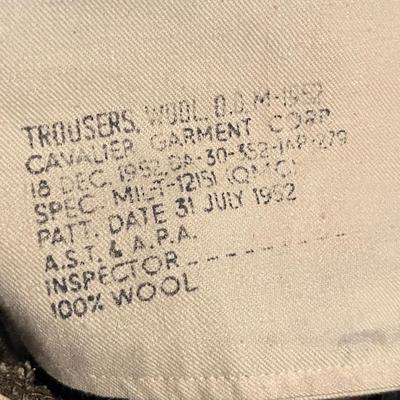 TROUSERS, WOOL, O.D. M-1952
CAVALIER GARMENT CORP.
18 DEC. 1952, DA-30-352-TAP-279
SPEC. MIL-T-12151 (QMC)
PATT. DATE 31 JULY 1952
A.S.T. & A.P.A.
INSPECTOR
100% WOOL